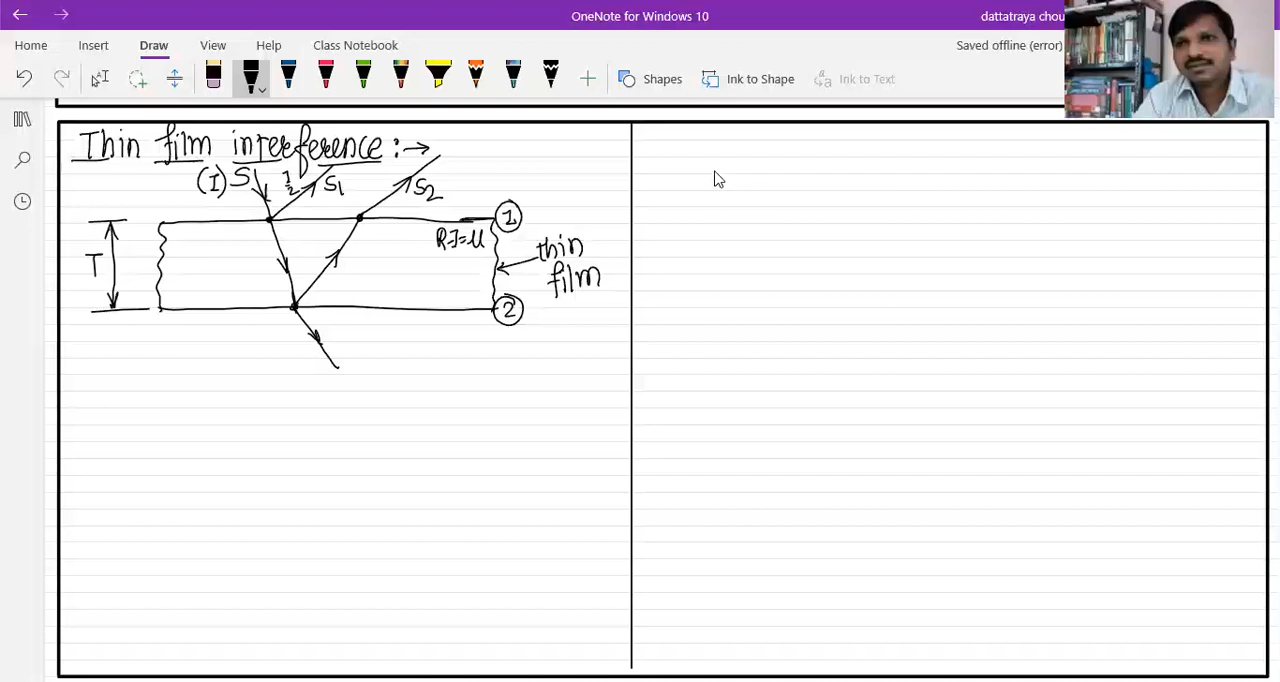 OneNote for Windows 10
dattatraya chou
Home Insert Draw View Help Class Notebook
Saved offline (error)
Shapes Ink to Shape Ink to Text
Thin film interference :→
(I) S I/2 S1 S2
T
R.I=μ
1
thin
film
2